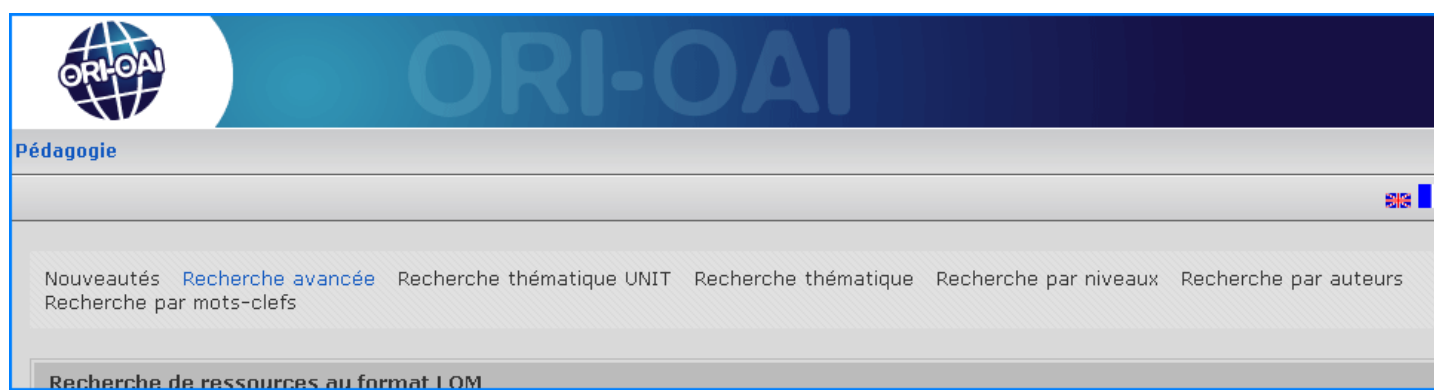 ORI-OAI
ORI-OAI
Pédagogie
Nouveautés Recherche avancée Recherche thématique UNIT Recherche thématique Recherche par niveaux Recherche par auteurs
Recherche par mots-clefs
Recherche de ressources au format LOM